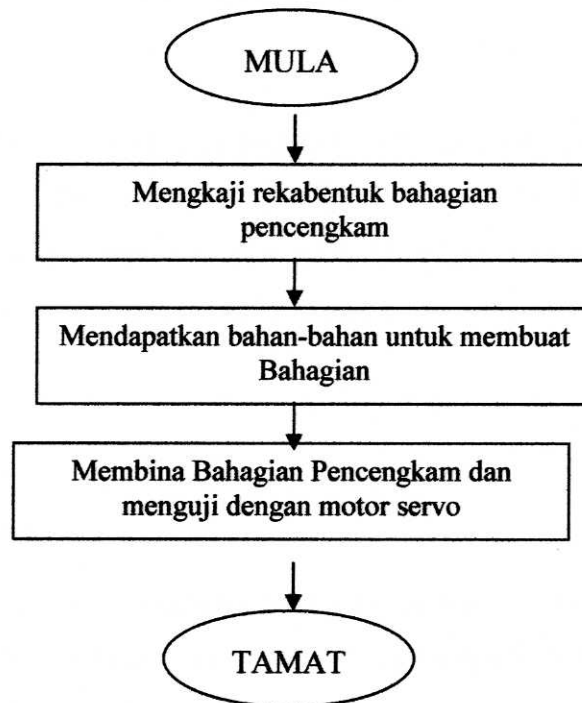 MULA
Mengkaji rekabentuk bahagian
pencengkam
Mendapatkan bahan-bahan untuk membuat
Bahagian
Membina Bahagian Pencengkam dan
menguji dengan motor servo
TAMAT